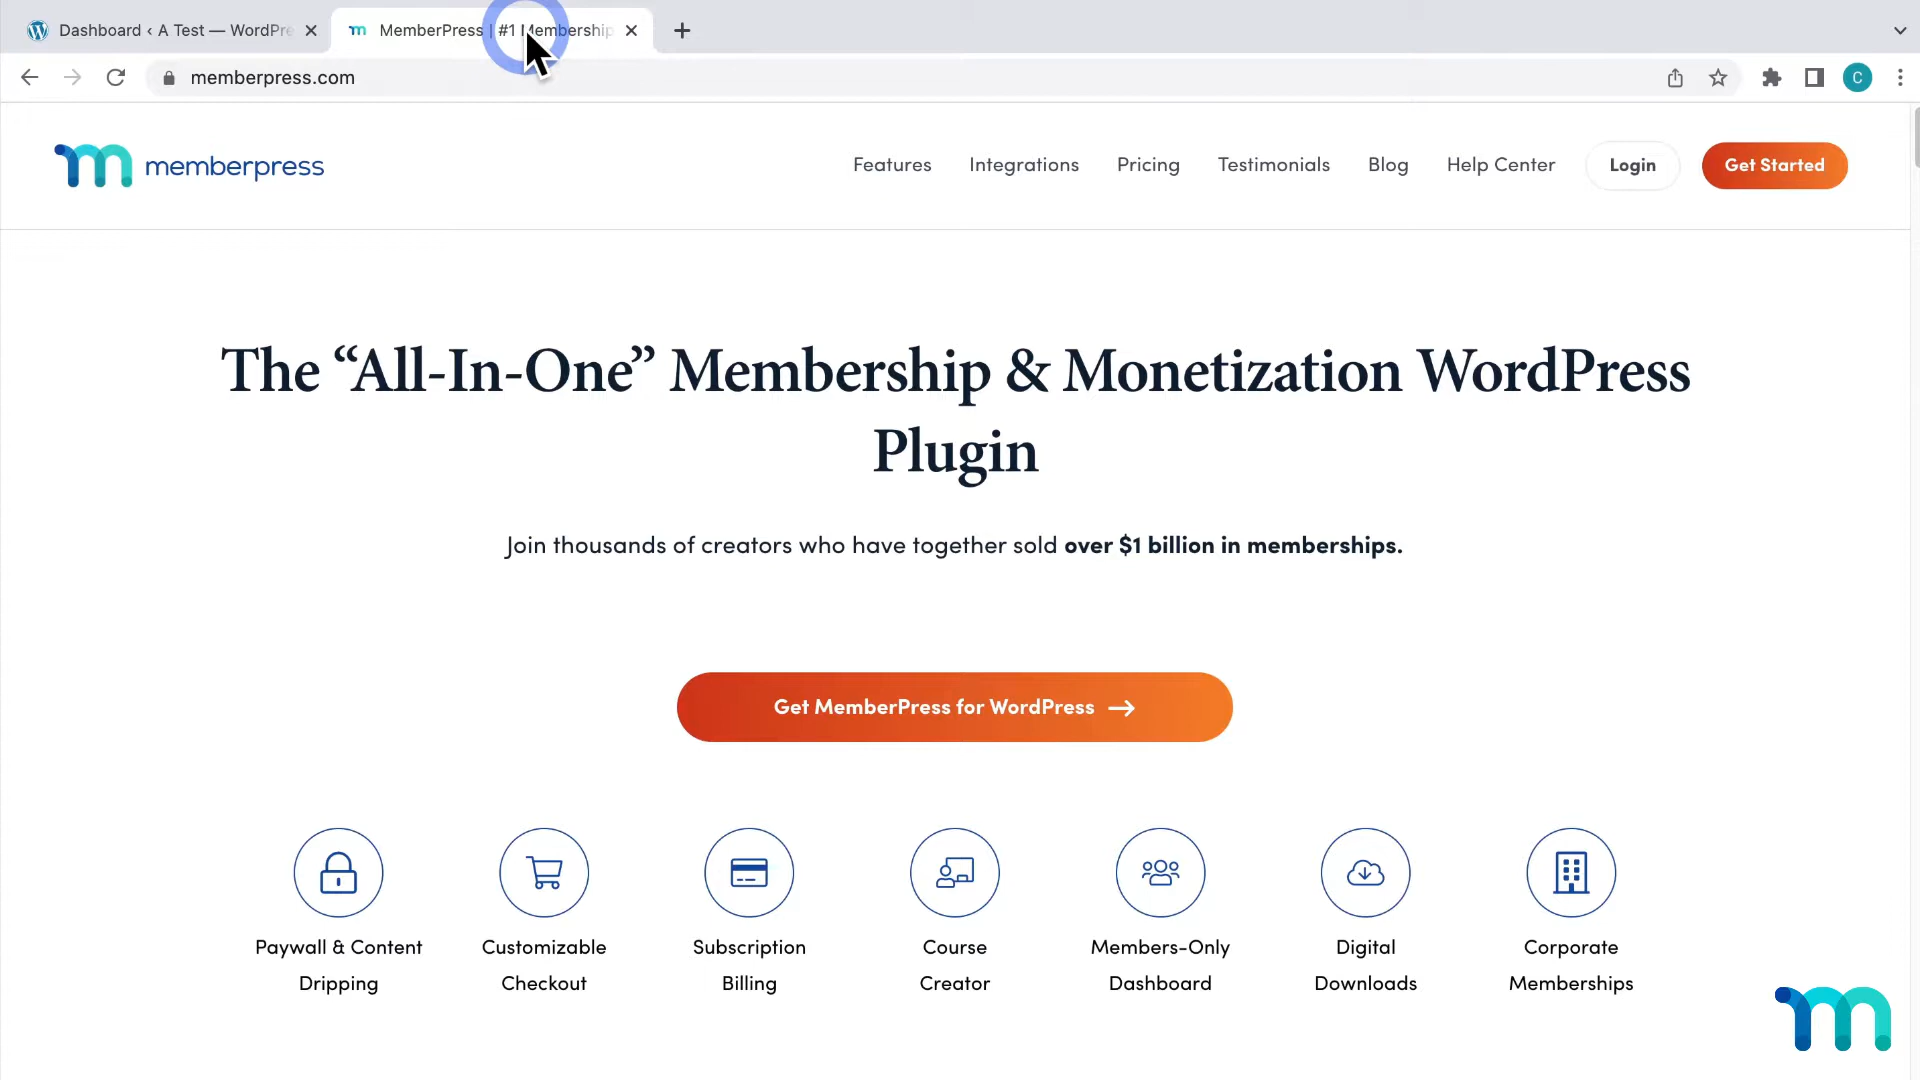 Dashboard ‹ A Test — WordPre
MemberPress | #1 Membership
memberpress.com
C
memberpress
Features
Integrations
Pricing
Testimonials
Blog
Help Center
Login
Get Started
The “All-In-One” Membership & Monetization WordPress
Plugin
Join thousands of creators who have together sold over $1 billion in memberships.
Get MemberPress for WordPress →
Paywall & Content
Dripping
Customizable
Checkout
Subscription
Billing
Course
Creator
Members-Only
Dashboard
Digital
Downloads
Corporate
Memberships